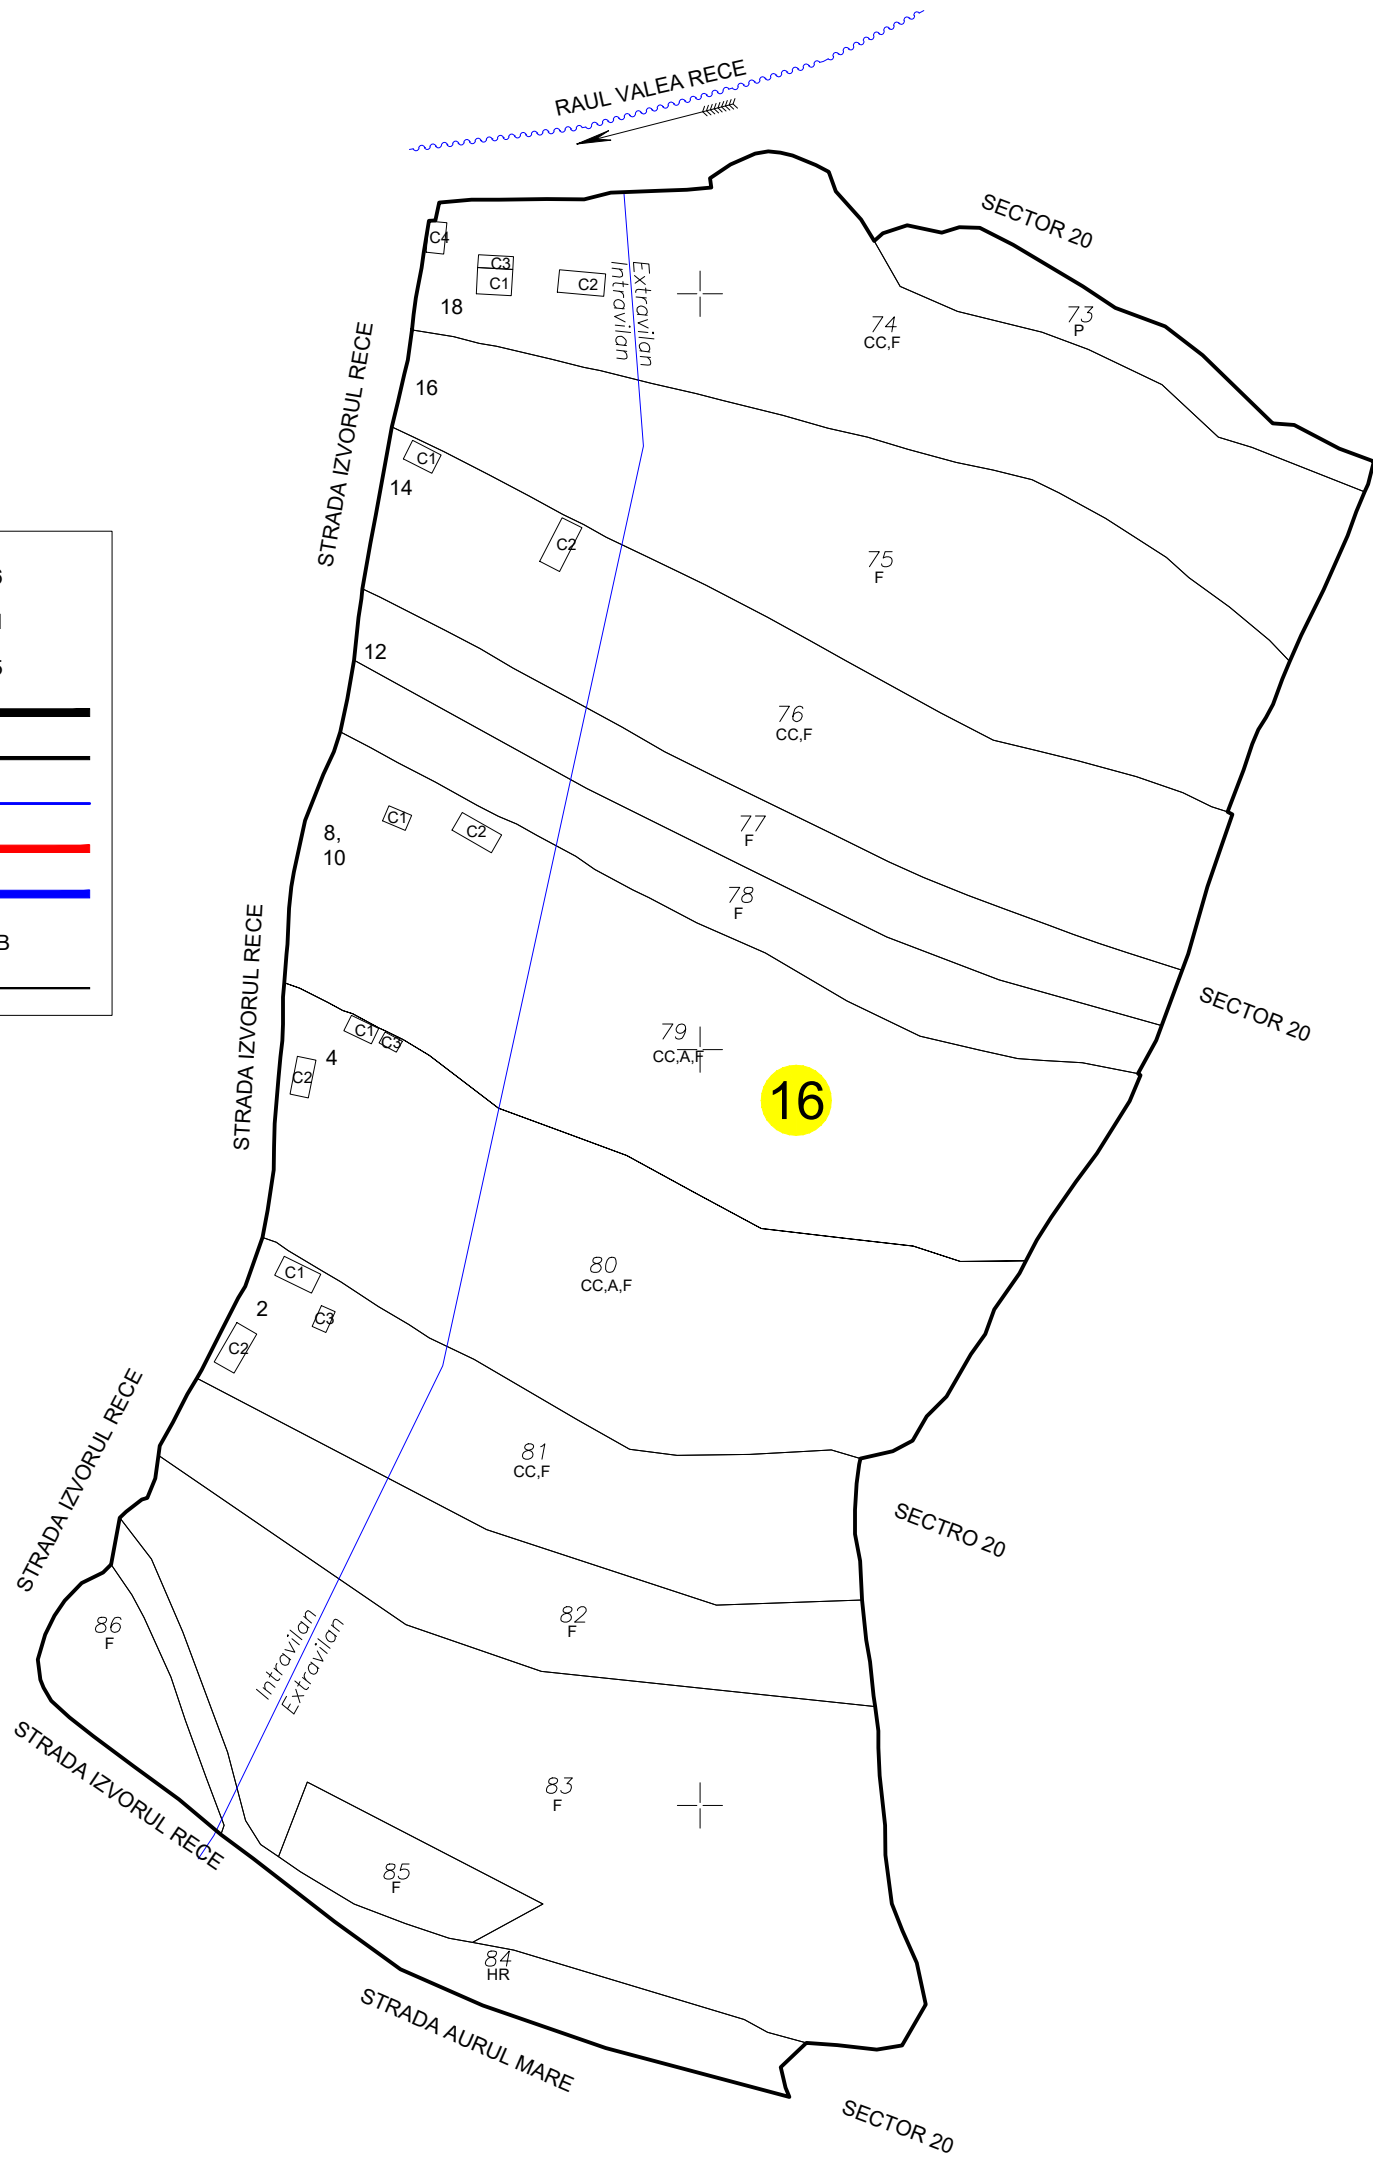 RAUL VALEA RECE
SECTOR 20
C4
C3
C1
C2
18
Extravilan
Intravilan
74
CC,F
73
P
STRADA IZVORUL RECE
16
C1
14
C2
75
F
12
76
CC,F
77
F
78
F
C1
C2
8,
10
B
STRADA IZVORUL RECE
C1
C3
C2
4
79
CC,A,F
16
SECTOR 20
80
CC,A,F
C1
C3
2
C2
STRADA IZVORUL RECE
81
CC,F
SECTRO 20
82
F
86
F
Intravilan
Extravilan
STRADA IZVORUL RECE
83
F
85
F
84
HR
STRADA AURUL MARE
SECTOR 20